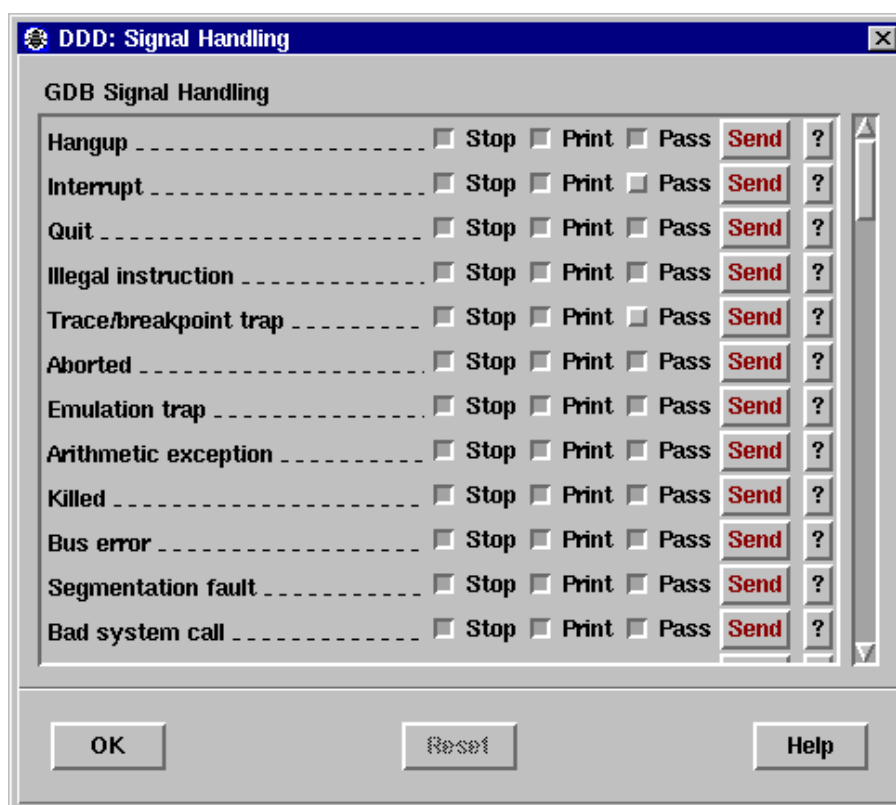 DDD: Signal Handling
GDB Signal Handling
Hangup Stop Print Pass Send ?
Interrupt Stop Print Pass Send ?
Quit Stop Print Pass Send ?
Illegal instruction Stop Print Pass Send ?
Trace/breakpoint trap Stop Print Pass Send ?
Aborted Stop Print Pass Send ?
Emulation trap Stop Print Pass Send ?
Arithmetic exception Stop Print Pass Send ?
Killed Stop Print Pass Send ?
Bus error Stop Print Pass Send ?
Segmentation fault Stop Print Pass Send ?
Bad system call Stop Print Pass Send ?
OK Reset Help